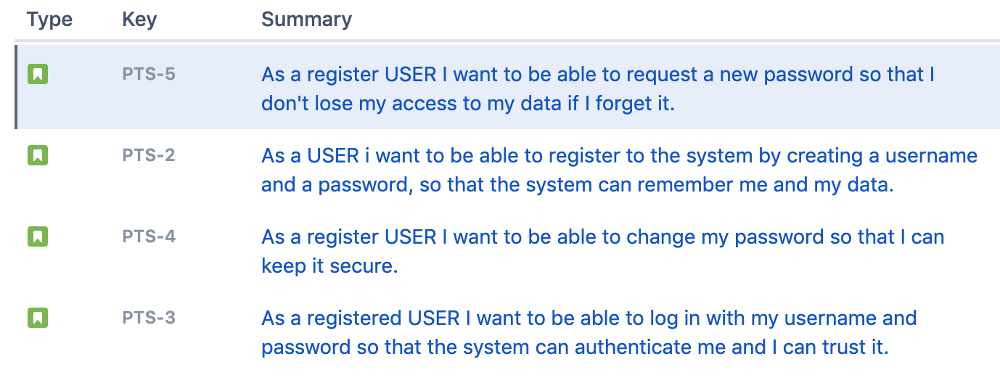 Type Key Summary
PTS-5 As a register USER I want to be able to request a new password so that I
don't lose my access to my data if I forget it.
PTS-2 As a USER i want to be able to register to the system by creating a username
and a password, so that the system can remember me and my data.
PTS-4 As a register USER I want to be able to change my password so that I can
keep it secure.
PTS-3 As a registered USER I want to be able to log in with my username and
password so that the system can authenticate me and I can trust it.